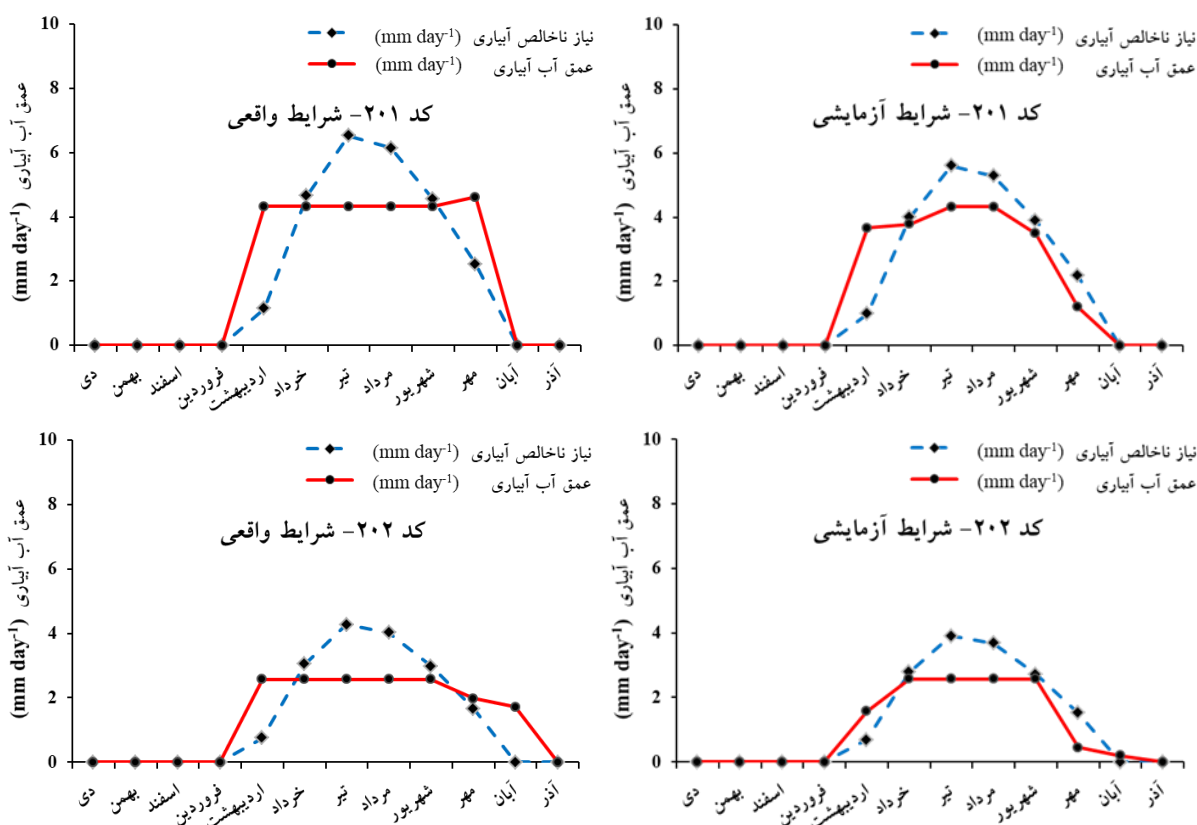 نیاز ناخالص آبیاری (mm day-1)
عمق آب آبیاری (mm day-1)
کد ۲۰۱- شرایط واقعی
عمق آب آبیاری (mm day-1)
10
8
6
4
2
0
دی
بهمن
اسفند
فروردین
اردیبهشت
خرداد
تیر
مرداد
شهریور
مهر
آبان
آذر
نیاز ناخالص آبیاری (mm day-1)
عمق آب آبیاری (mm day-1)
کد ۲۰۱- شرایط آزمایشی
عمق آب آبیاری (mm day-1)
10
8
6
4
2
0
دی
بهمن
اسفند
فروردین
اردیبهشت
خرداد
تیر
مرداد
شهریور
مهر
آبان
آذر
نیاز ناخالص آبیاری (mm day-1)
عمق آب آبیاری (mm day-1)
کد ۲۰۲- شرایط واقعی
عمق آب آبیاری (mm day-1)
10
8
6
4
2
0
دی
بهمن
اسفند
فروردین
اردیبهشت
خرداد
تیر
مرداد
شهریور
مهر
آبان
آذر
نیاز ناخالص آبیاری (mm day-1)
عمق آب آبیاری (mm day-1)
کد ۲۰۲- شرایط آزمایشی
عمق آب آبیاری (mm day-1)
10
8
6
4
2
0
دی
بهمن
اسفند
فروردین
اردیبهشت
خرداد
تیر
مرداد
شهریور
مهر
آبان
آذر